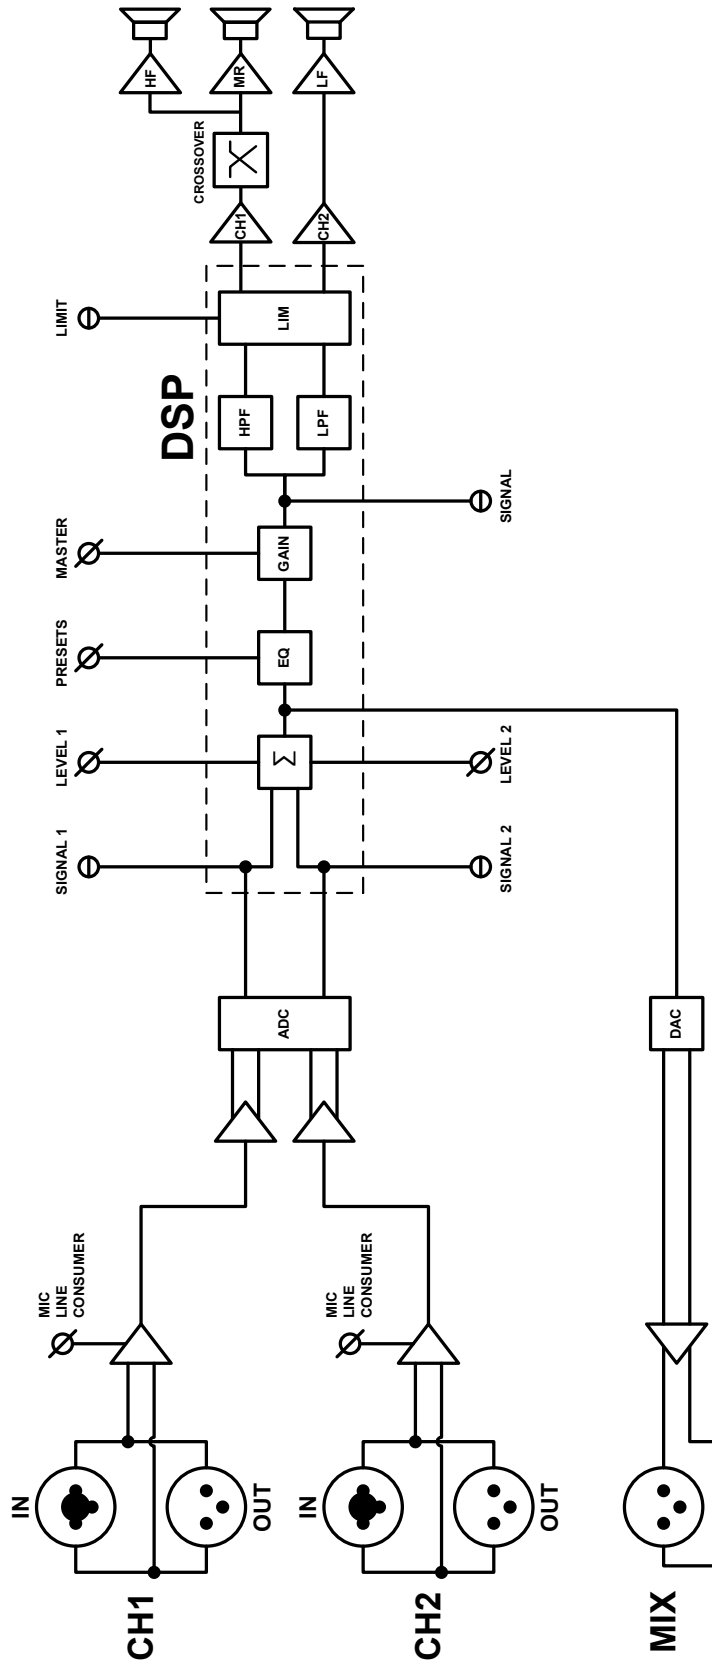 CH1
IN
OUT
MIC
LINE
CONSUMER
CH2
IN
OUT
MIC
LINE
CONSUMER
MIX
ADC
DAC
DSP
SIGNAL 1
SIGNAL 2
LEVEL 1
Σ
LEVEL 2
PRESETS
EQ
MASTER
GAIN
SIGNAL
HPF
LPF
LIMIT
LIM
CH1
CH2
CROSSOVER
HF
MR
LF